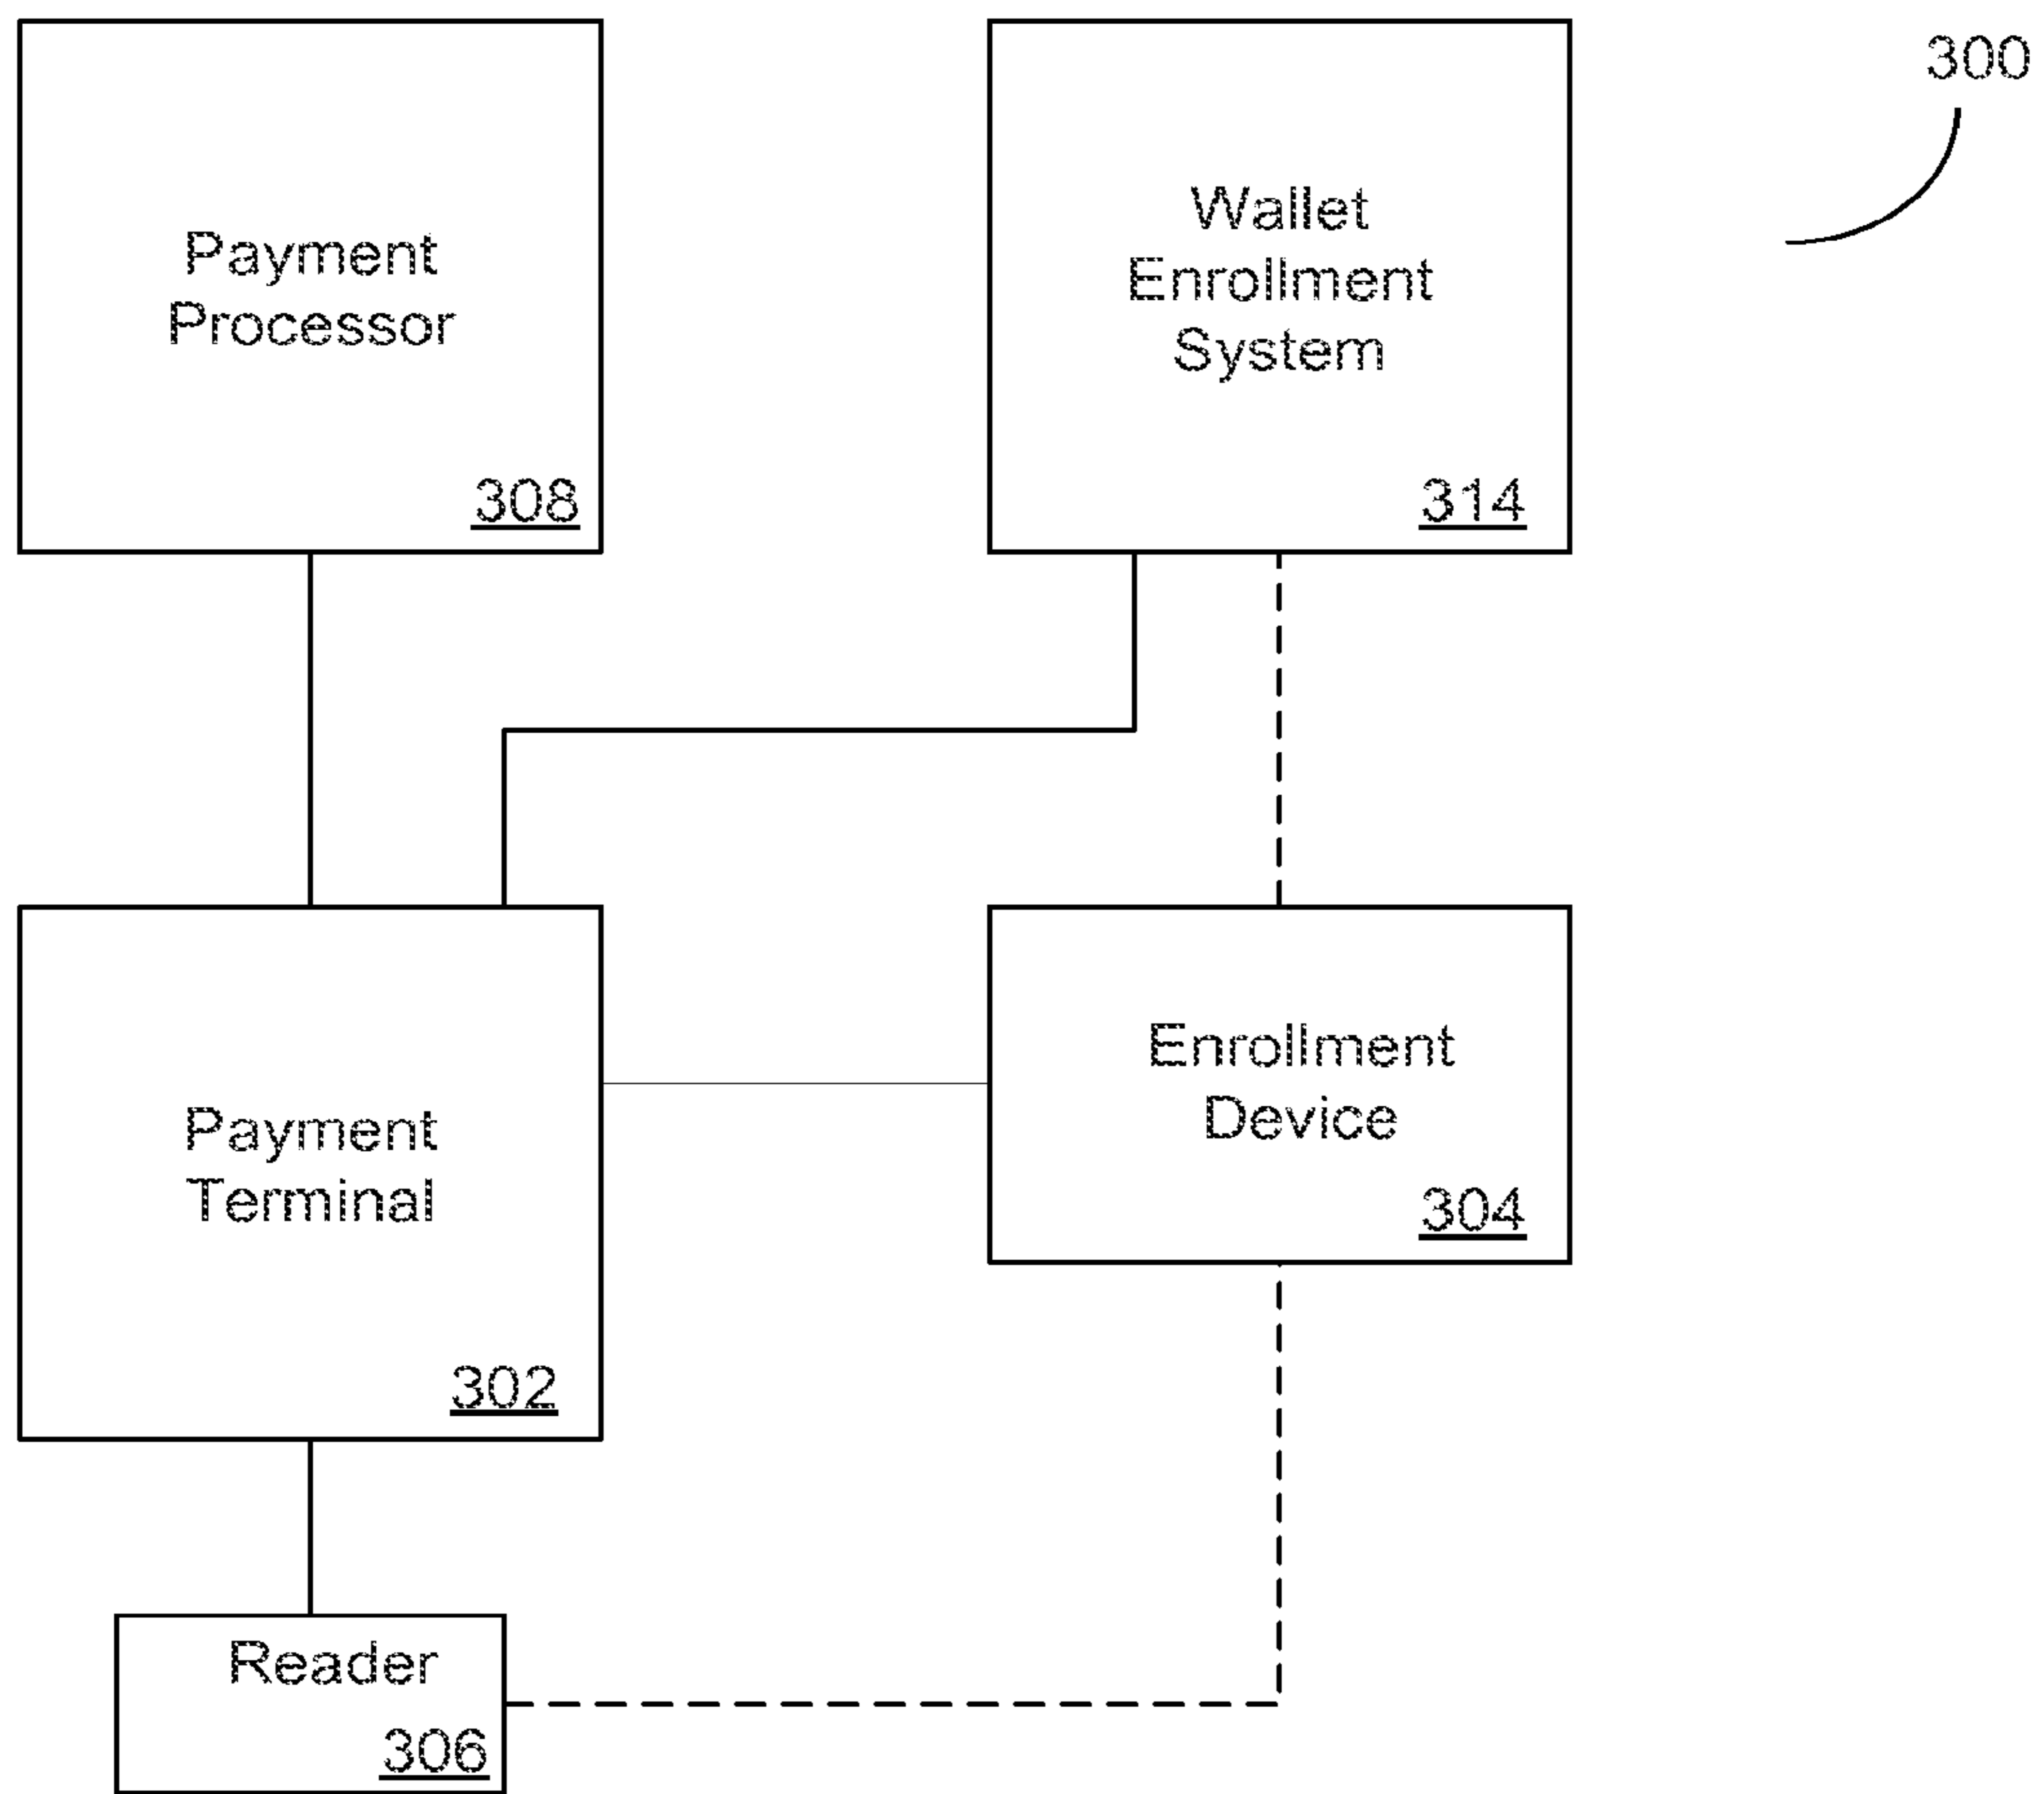 300
Payment
Processor
308
Wallet
Enrollment
System
314
Payment
Terminal
302
Enrollment
Device
304
Reader
306